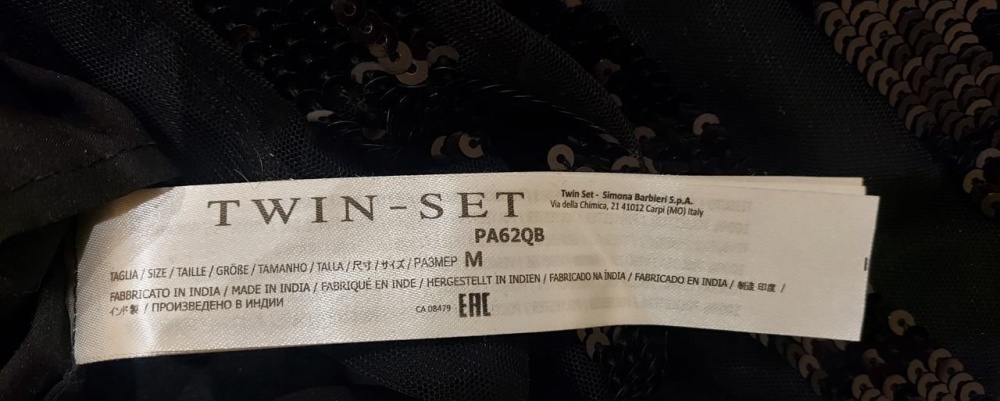 TWIN-SET
Twin Set - Simona Barbieri S.p.A.
Via della Chimica, 21 41012 Carpi (MO) Italy
PA62QB
TAGLIA / SIZE / TAILLE / GRÖßE / TAMANHO / TALLA / 尺寸 / サイズ / РАЗМЕР M
FABBRICATO IN INDIA / MADE IN INDIA / FABRIQUÉ EN INDE / HERGESTELLT IN INDIEN / FABRICADO NA ÍNDIA / FABRICADO EN INDIA / 制造 印度 /
インド製 / ПРОИЗВЕДЕНО В ИНДИИ
CA 08479 EAC